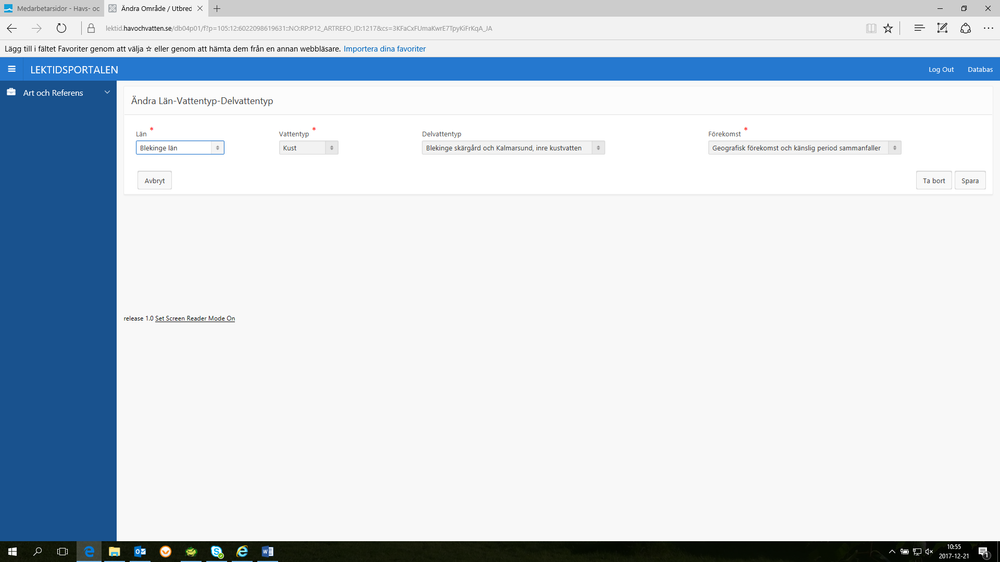 Medarbetarsidor - Havs- oc
Ändra Område / Utbred
lektid.havochvatten.se/db04p01/f?p=105:12:6022098619631::NO:RP:P12_ARTREFO_ID:1217&cs=3KFaCxFUmaKwrE7TpyKiFrKqA_JA
Lägg till i fältet Favoriter genom att välja ☆ eller genom att hämta dem från en annan webbläsare. Importera dina favoriter
LEKTIDSPORTALEN
Log Out
Databas
Art och Referens
Ändra Län-Vattentyp-Delvattentyp
Län *
Vattentyp *
Delvattentyp
Förekomst *
Blekinge län
Kust
Blekinge skärgård och Kalmarsund, inre kustvatten
Geografisk förekomst och känslig period sammanfaller
Avbryt
Ta bort
Spara
release 1.0 Set Screen Reader Mode On
10:55
2017-12-21
1